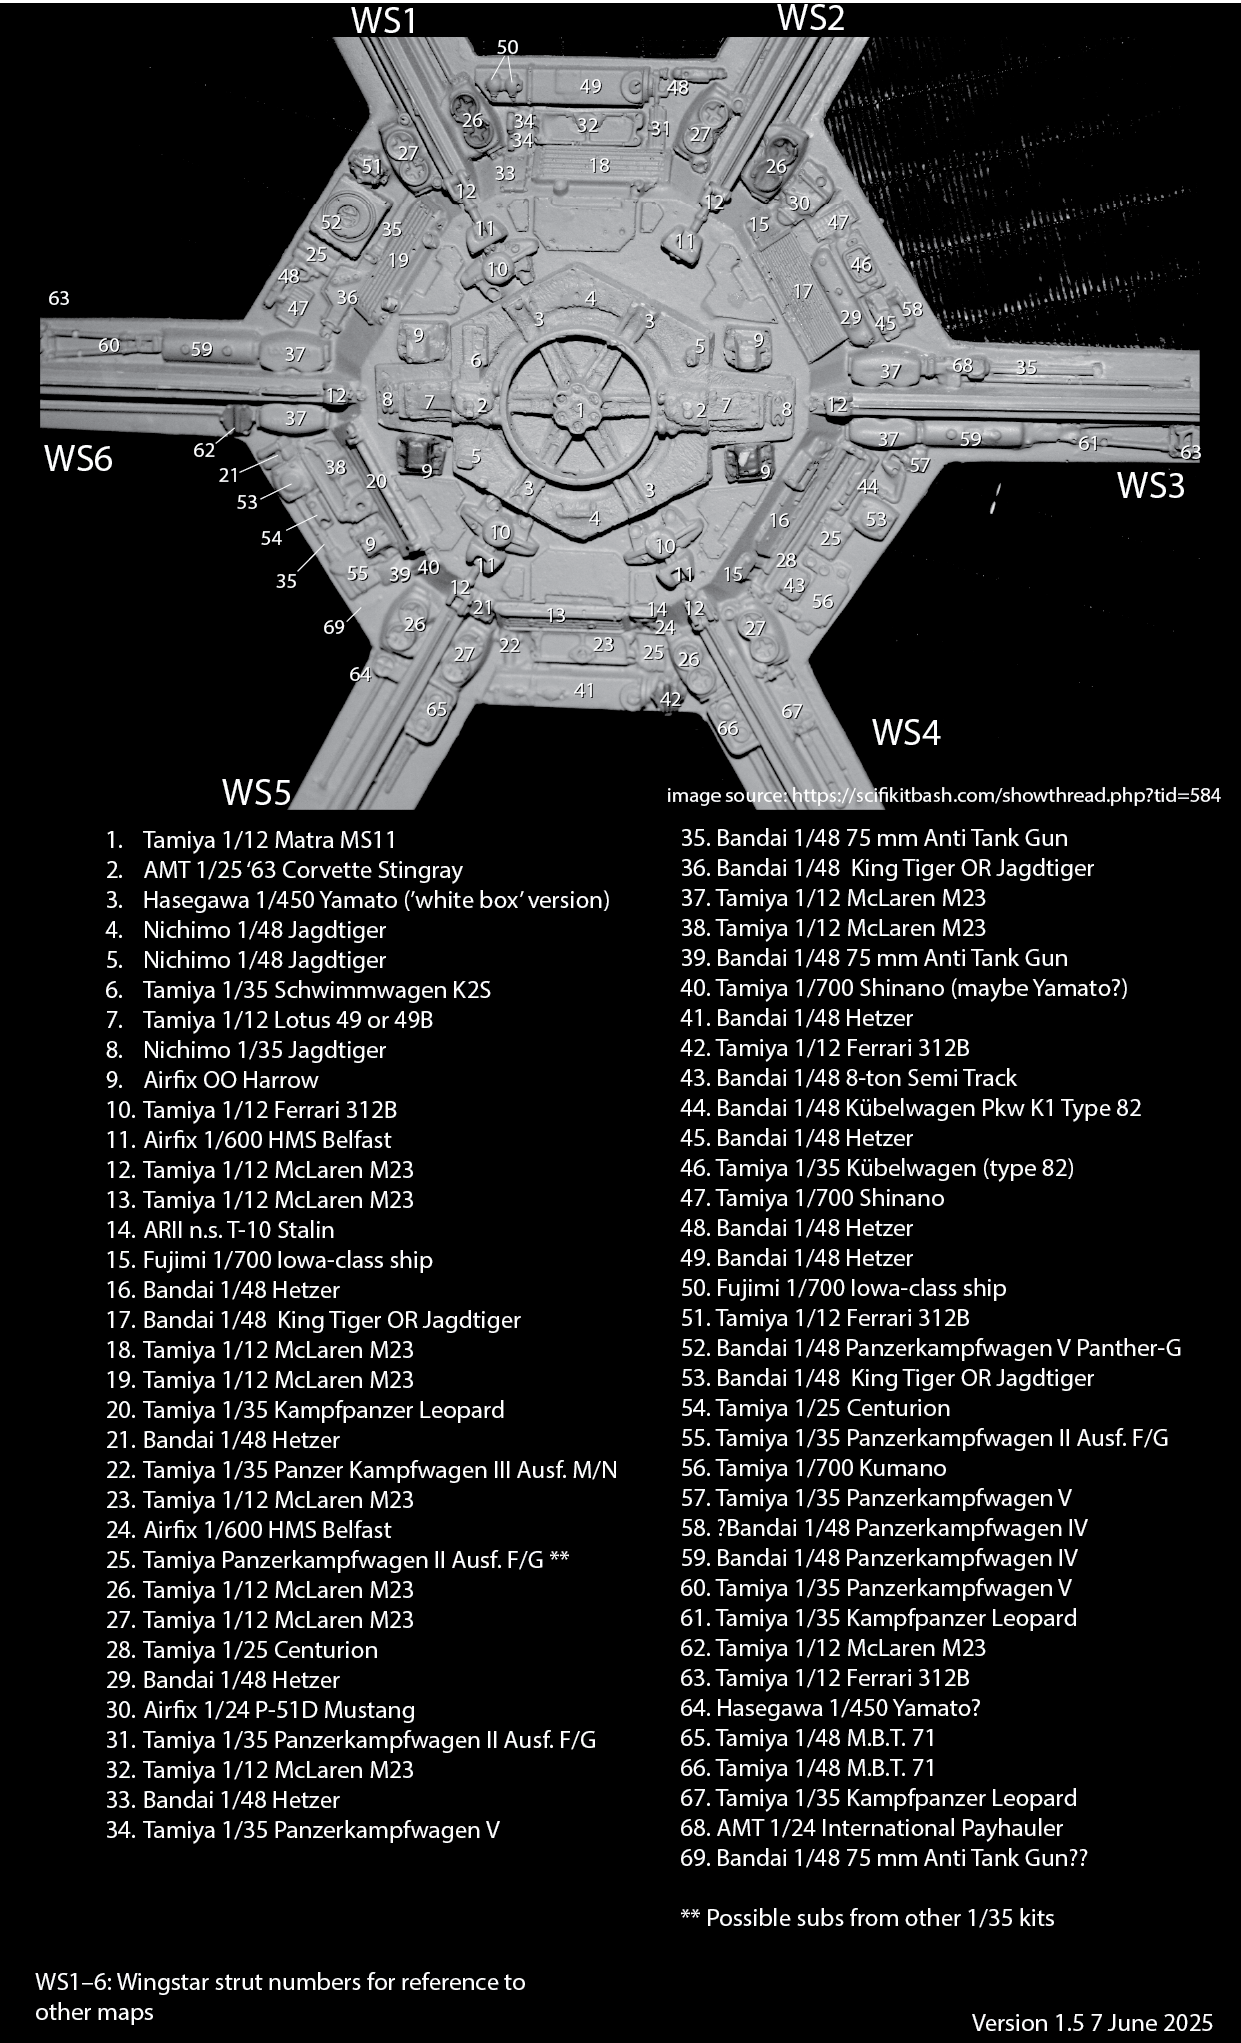 WS1
WS2
50
49
48
26
34
32
31
27
26
27
34
51
33
18
12
12
30
52
35
11
11
15
47
25
19
10
46
48
36
17
63
47
4
58
3
3
29
45
9
9
60
59
37
6
5
37
68
35
12
8
7
2
1
2
7
8
12
37
37
59
61
63
62
WS6
21
38
20
5
9
9
57
WS3
53
3
3
44
54
4
16
53
10
10
25
35
9
11
11
28
55
39
40
12
15
43
69
21
13
14
12
56
26
22
23
24
27
27
25
26
64
41
42
65
66
67
WS4
WS5
image source: https://scifikitbash.com/showthread.php?tid=584
1. Tamiya 1/12 Matra MS11
2. AMT 1/25 ‘63 Corvette Stingray
3. Hasegawa 1/450 Yamato (’white box’ version)
4. Nichimo 1/48 Jagdtiger
5. Nichimo 1/48 Jagdtiger
6. Tamiya 1/35 Schwimmwagen K2S
7. Tamiya 1/12 Lotus 49 or 49B
8. Nichimo 1/35 Jagdtiger
9. Airfix OO Harrow
10. Tamiya 1/12 Ferrari 312B
11. Airfix 1/600 HMS Belfast
12. Tamiya 1/12 McLaren M23
13. Tamiya 1/12 McLaren M23
14. ARII n.s. T-10 Stalin
15. Fujimi 1/700 Iowa-class ship
16. Bandai 1/48 Hetzer
17. Bandai 1/48 King Tiger OR Jagdtiger
18. Tamiya 1/12 McLaren M23
19. Tamiya 1/12 McLaren M23
20. Tamiya 1/35 Kampfpanzer Leopard
21. Bandai 1/48 Hetzer
22. Tamiya 1/35 Panzer Kampfwagen III Ausf. M/N
23. Tamiya 1/12 McLaren M23
24. Airfix 1/600 HMS Belfast
25. Tamiya Panzerkampfwagen II Ausf. F/G **
26. Tamiya 1/12 McLaren M23
27. Tamiya 1/12 McLaren M23
28. Tamiya 1/25 Centurion
29. Bandai 1/48 Hetzer
30. Airfix 1/24 P-51D Mustang
31. Tamiya 1/35 Panzerkampfwagen II Ausf. F/G
32. Tamiya 1/12 McLaren M23
33. Bandai 1/48 Hetzer
34. Tamiya 1/35 Panzerkampfwagen V
35. Bandai 1/48 75 mm Anti Tank Gun
36. Bandai 1/48 King Tiger OR Jagdtiger
37. Tamiya 1/12 McLaren M23
38. Tamiya 1/12 McLaren M23
39. Bandai 1/48 75 mm Anti Tank Gun
40. Tamiya 1/700 Shinano (maybe Yamato?)
41. Bandai 1/48 Hetzer
42. Tamiya 1/12 Ferrari 312B
43. Bandai 1/48 8-ton Semi Track
44. Bandai 1/48 Kübelwagen Pkw K1 Type 82
45. Bandai 1/48 Hetzer
46. Tamiya 1/35 Kübelwagen (type 82)
47. Tamiya 1/700 Shinano
48. Bandai 1/48 Hetzer
49. Bandai 1/48 Hetzer
50. Fujimi 1/700 Iowa-class ship
51. Tamiya 1/12 Ferrari 312B
52. Bandai 1/48 Panzerkampfwagen V Panther-G
53. Bandai 1/48 King Tiger OR Jagdtiger
54. Tamiya 1/25 Centurion
55. Tamiya 1/35 Panzerkampfwagen II Ausf. F/G
56. Tamiya 1/700 Kumano
57. Tamiya 1/35 Panzerkampfwagen V
58. ?Bandai 1/48 Panzerkampfwagen IV
59. Bandai 1/48 Panzerkampfwagen IV
60. Tamiya 1/35 Panzerkampfwagen V
61. Tamiya 1/35 Kampfpanzer Leopard
62. Tamiya 1/12 McLaren M23
63. Tamiya 1/12 Ferrari 312B
64. Hasegawa 1/450 Yamato?
65. Tamiya 1/48 M.B.T. 71
66. Tamiya 1/48 M.B.T. 71
67. Tamiya 1/35 Kampfpanzer Leopard
68. AMT 1/24 International Payhauler
69. Bandai 1/48 75 mm Anti Tank Gun??
** Possible subs from other 1/35 kits
WS1–6: Wingstar strut numbers for reference to
other maps
Version 1.5 7 June 2025